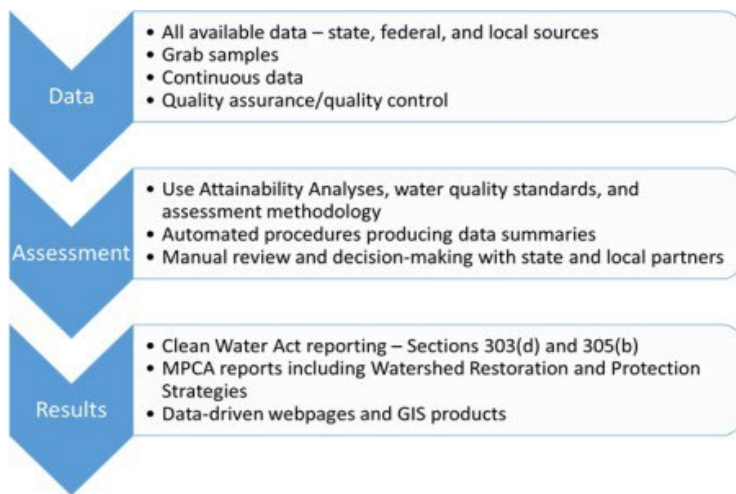 Data
• All available data – state, federal, and local sources
• Grab samples
• Continuous data
• Quality assurance/quality control
Assessment
• Use Attainability Analyses, water quality standards, and
assessment methodology
• Automated procedures producing data summaries
• Manual review and decision-making with state and local partners
Results
• Clean Water Act reporting – Sections 303(d) and 305(b)
• MPCA reports including Watershed Restoration and Protection
Strategies
• Data-driven webpages and GIS products